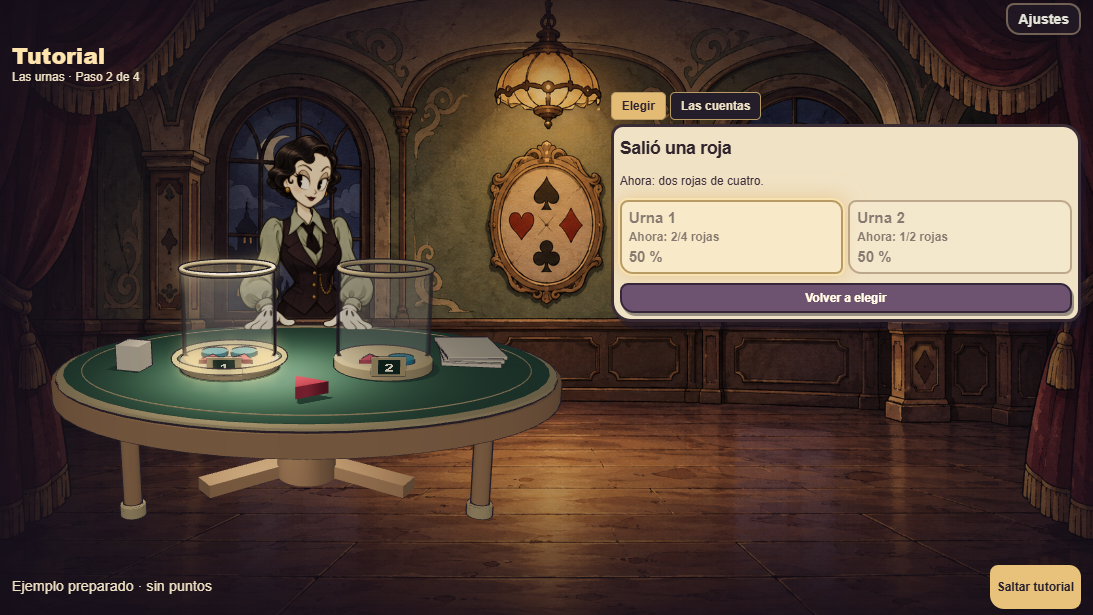 Ajustes
Tutorial
Las urnas · Paso 2 de 4
Elegir
Las cuentas
Salió una roja
Ahora: dos rojas de cuatro.
Urna 1
Ahora: 2/4 rojas
50 %
Urna 2
Ahora: 1/2 rojas
50 %
Volver a elegir
1
2
Ejemplo preparado · sin puntos
Saltar tutorial